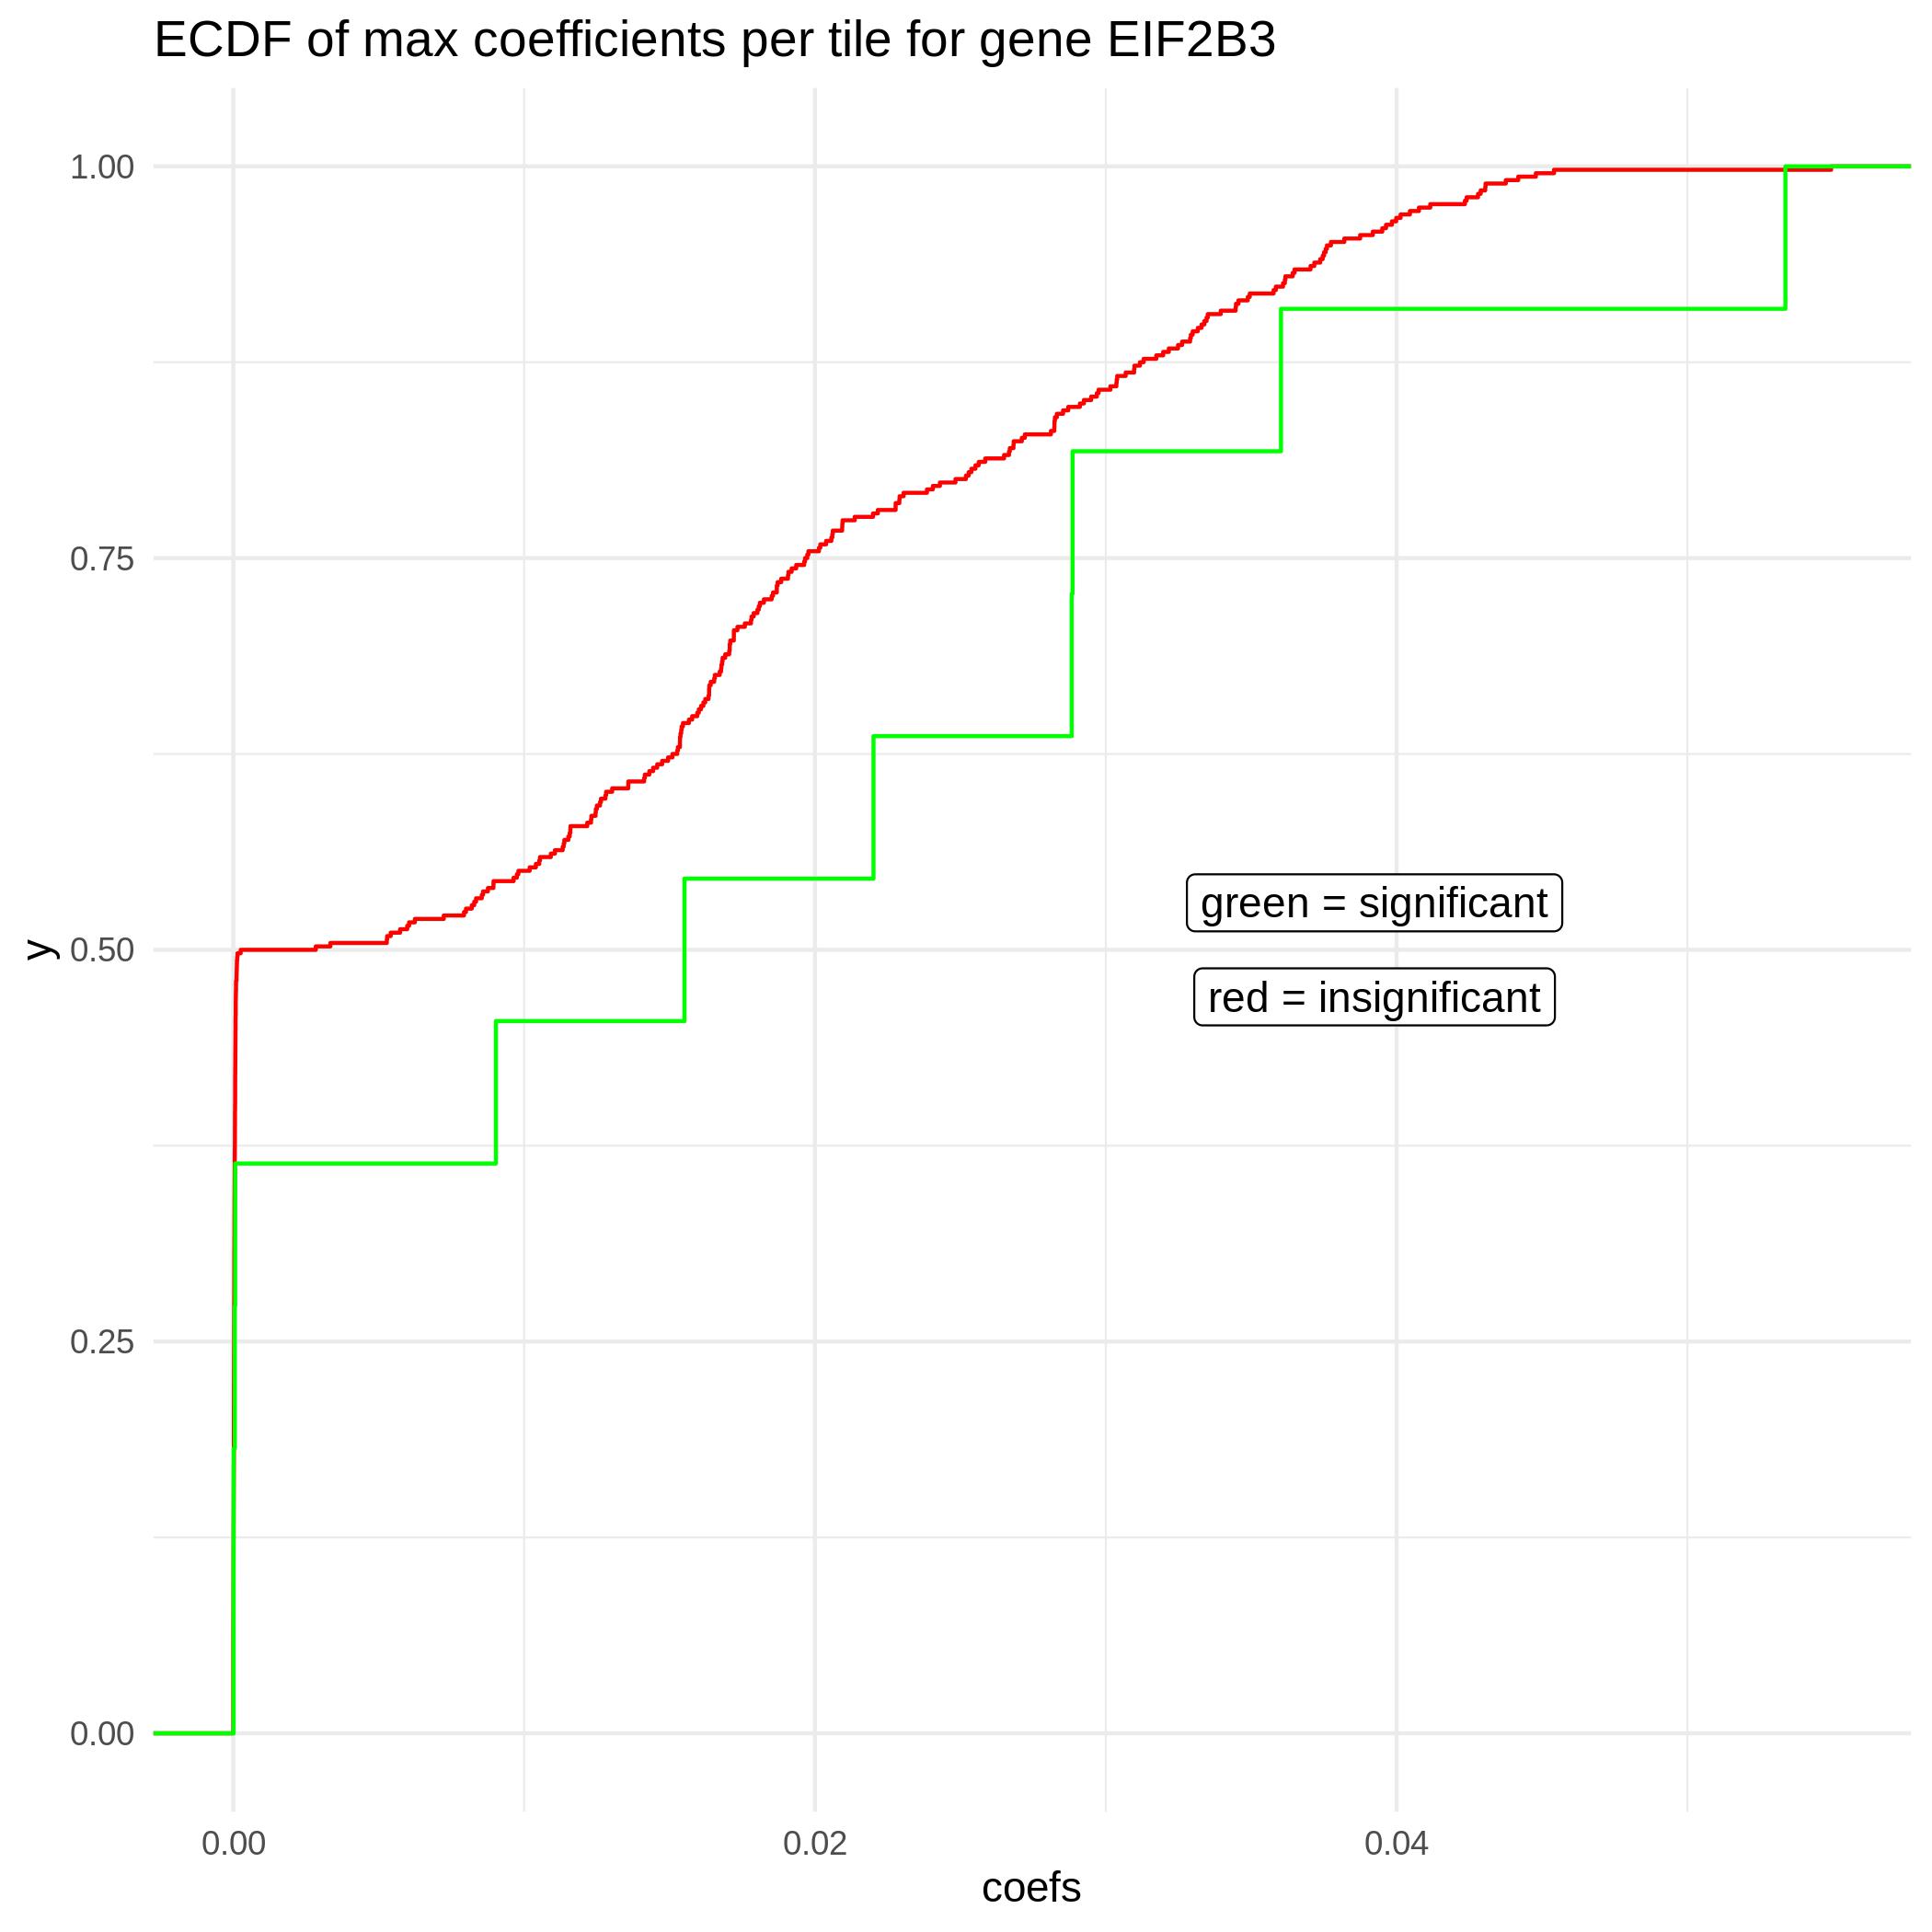 ECDF of max coefficients per tile for gene EIF2B3
1.00
0.75
0.50
0.25
0.00
y
green = significant
red = insignificant
0.00 0.02 0.04
coefs